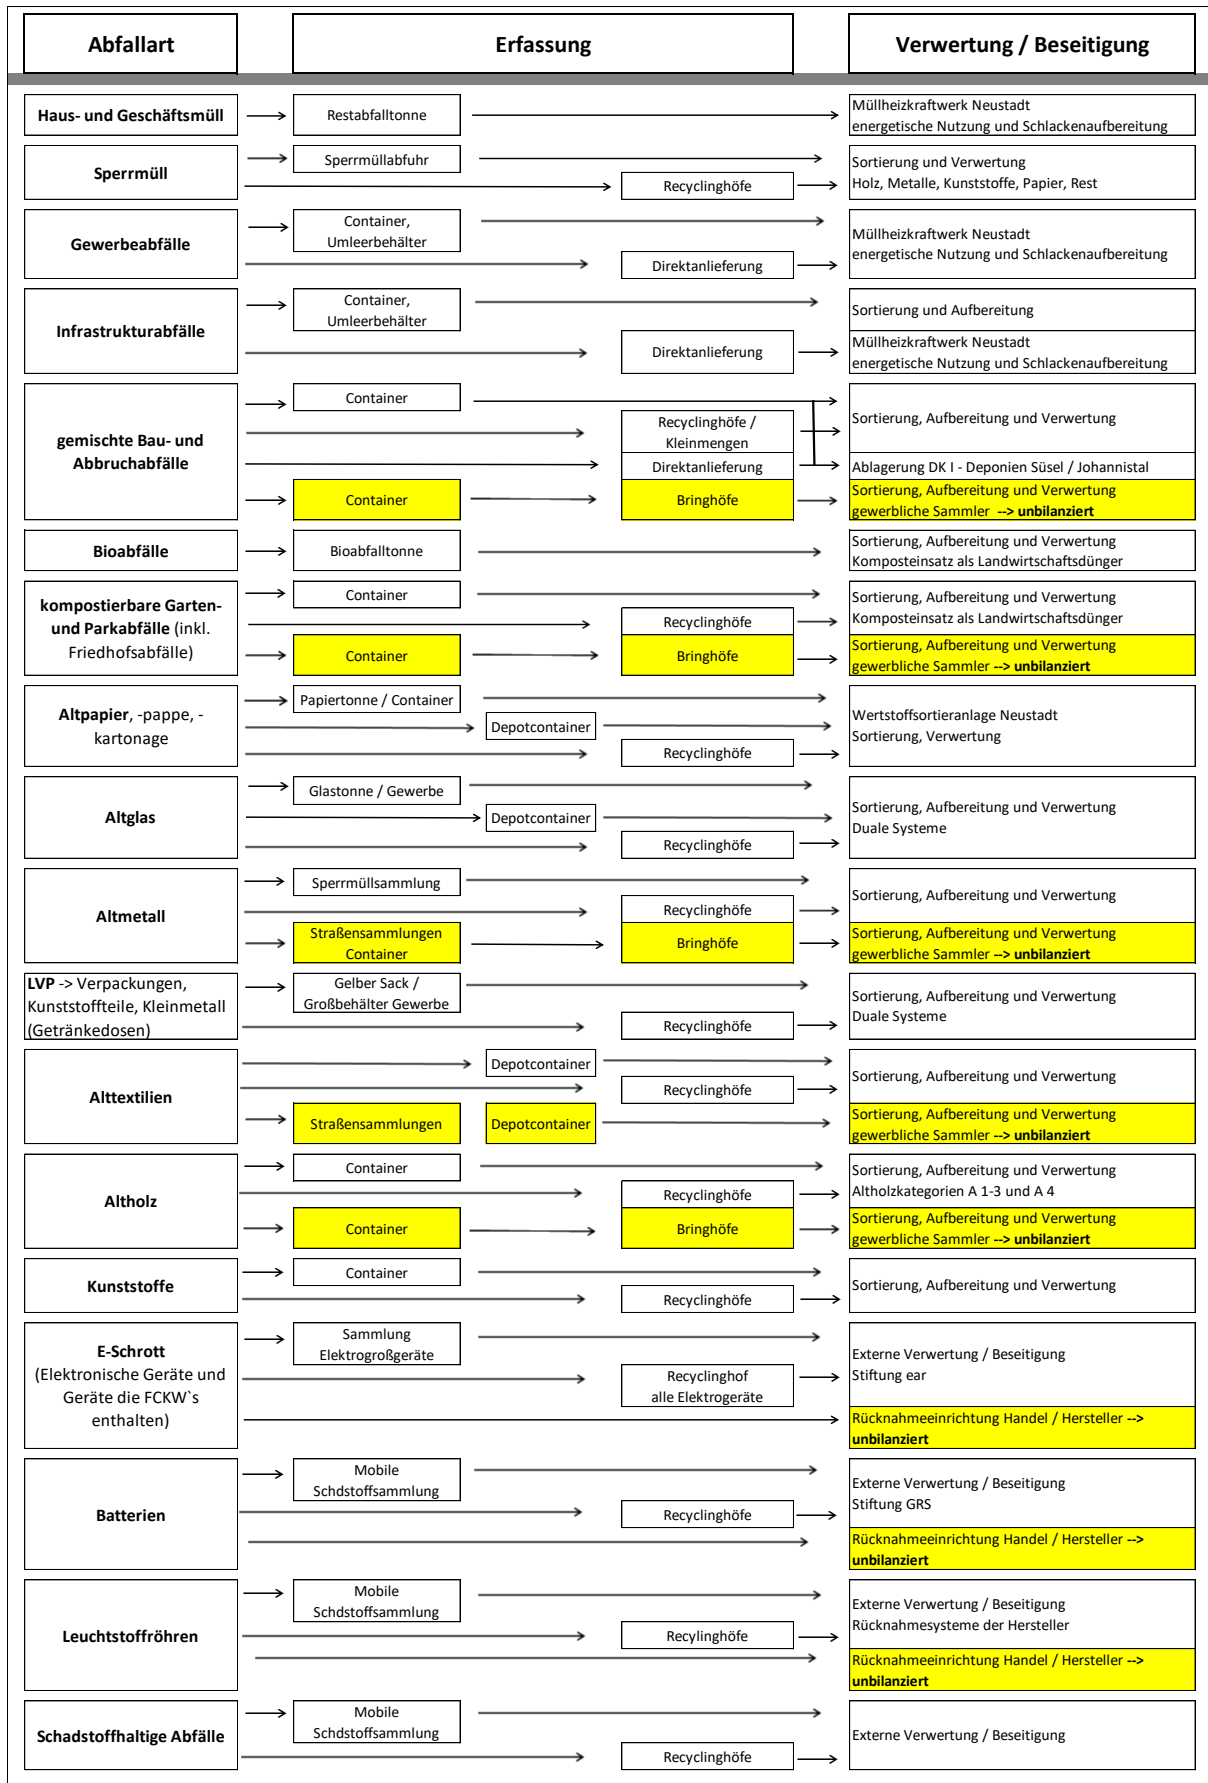 Abfallart
Erfassung
Verwertung / Beseitigung
Haus- und Geschäftsmüll
Restabfalltonne
Müllheizkraftwerk Neustadt
energetische Nutzung und Schlackenaufbereitung
Sperrmüll
Sperrmüllabfuhr
Recyclinghöfe
Sortierung und Verwertung
Holz, Metalle, Kunststoffe, Papier, Rest
Gewerbeabfälle
Container,
Umleerbehälter
Direktanlieferung
Müllheizkraftwerk Neustadt
energetische Nutzung und Schlackenaufbereitung
Infrastrukturabfälle
Container,
Umleerbehälter
Direktanlieferung
Sortierung und Aufbereitung
Müllheizkraftwerk Neustadt
energetische Nutzung und Schlackenaufbereitung
gemischte Bau- und
Abbruchabfälle
Container
Recyclinghöfe /
Kleinmengen
Direktanlieferung
Container
Bringhöfe
Sortierung, Aufbereitung und Verwertung
Ablagerung DK I - Deponien Süsel / Johannistal
Sortierung, Aufbereitung und Verwertung
gewerbliche Sammler --> unbilanziert
Bioabfälle
Bioabfalltonne
Sortierung, Aufbereitung und Verwertung
Komposteinsatz als Landwirtschaftsdünger
kompostierbare Garten-
und Parkabfälle (inkl.
Friedhofsabfälle)
Container
Recyclinghöfe
Container
Bringhöfe
Sortierung, Aufbereitung und Verwertung
Komposteinsatz als Landwirtschaftsdünger
Sortierung, Aufbereitung und Verwertung
gewerbliche Sammler --> unbilanziert
Altpapier, -pappe, -
kartonage
Papiertonne / Container
Depotcontainer
Recyclinghöfe
Wertstoffsortieranlage Neustadt
Sortierung, Verwertung
Altglas
Glastonne / Gewerbe
Depotcontainer
Recyclinghöfe
Sortierung, Aufbereitung und Verwertung
Duale Systeme
Altmetall
Sperrmüllsammlung
Recyclinghöfe
Straßensammlungen
Container
Bringhöfe
Sortierung, Aufbereitung und Verwertung
Sortierung, Aufbereitung und Verwertung
gewerbliche Sammler --> unbilanziert
LVP -> Verpackungen,
Kunststoffteile, Kleinmetall
(Getränkedosen)
Gelber Sack /
Großbehälter Gewerbe
Recyclinghöfe
Sortierung, Aufbereitung und Verwertung
Duale Systeme
Alttextilien
Depotcontainer
Recyclinghöfe
Straßensammlungen
Depotcontainer
Sortierung, Aufbereitung und Verwertung
Sortierung, Aufbereitung und Verwertung
gewerbliche Sammler --> unbilanziert
Altholz
Container
Recyclinghöfe
Container
Bringhöfe
Sortierung, Aufbereitung und Verwertung
Altholzkategorien A 1-3 und A 4
Sortierung, Aufbereitung und Verwertung
gewerbliche Sammler --> unbilanziert
Kunststoffe
Container
Recyclinghöfe
Sortierung, Aufbereitung und Verwertung
E-Schrott
(Elektronische Geräte und
Geräte die FCKW`s
enthalten)
Sammlung
Elektrogroßgeräte
Recyclinghof
alle Elektrogeräte
Externe Verwertung / Beseitigung
Stiftung ear
Rücknahmeeinrichtung Handel / Hersteller -->
unbilanziert
Batterien
Mobile
Schdstoffsammlung
Recyclinghöfe
Externe Verwertung / Beseitigung
Stiftung GRS
Rücknahmeeinrichtung Handel / Hersteller -->
unbilanziert
Leuchtstoffröhren
Mobile
Schdstoffsammlung
Recylinghöfe
Externe Verwertung / Beseitigung
Rücknahmesysteme der Hersteller
Rücknahmeeinrichtung Handel / Hersteller -->
unbilanziert
Schadstoffhaltige Abfälle
Mobile
Schdstoffsammlung
Recyclinghöfe
Externe Verwertung / Beseitigung